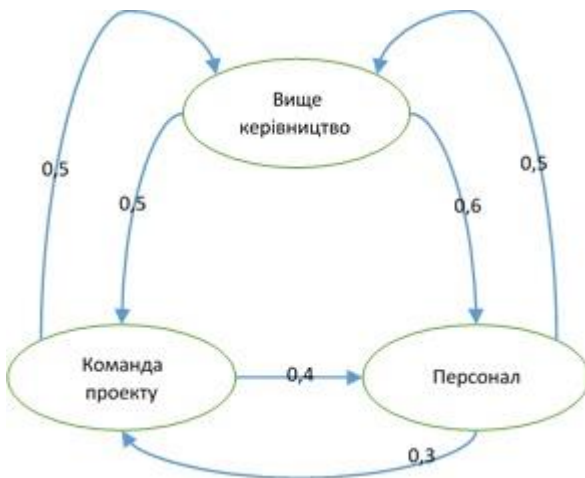 Вище
керівництво
0,5
0,5
0,5
0,6
Команда
проекту
0,4
Персонал
0,3